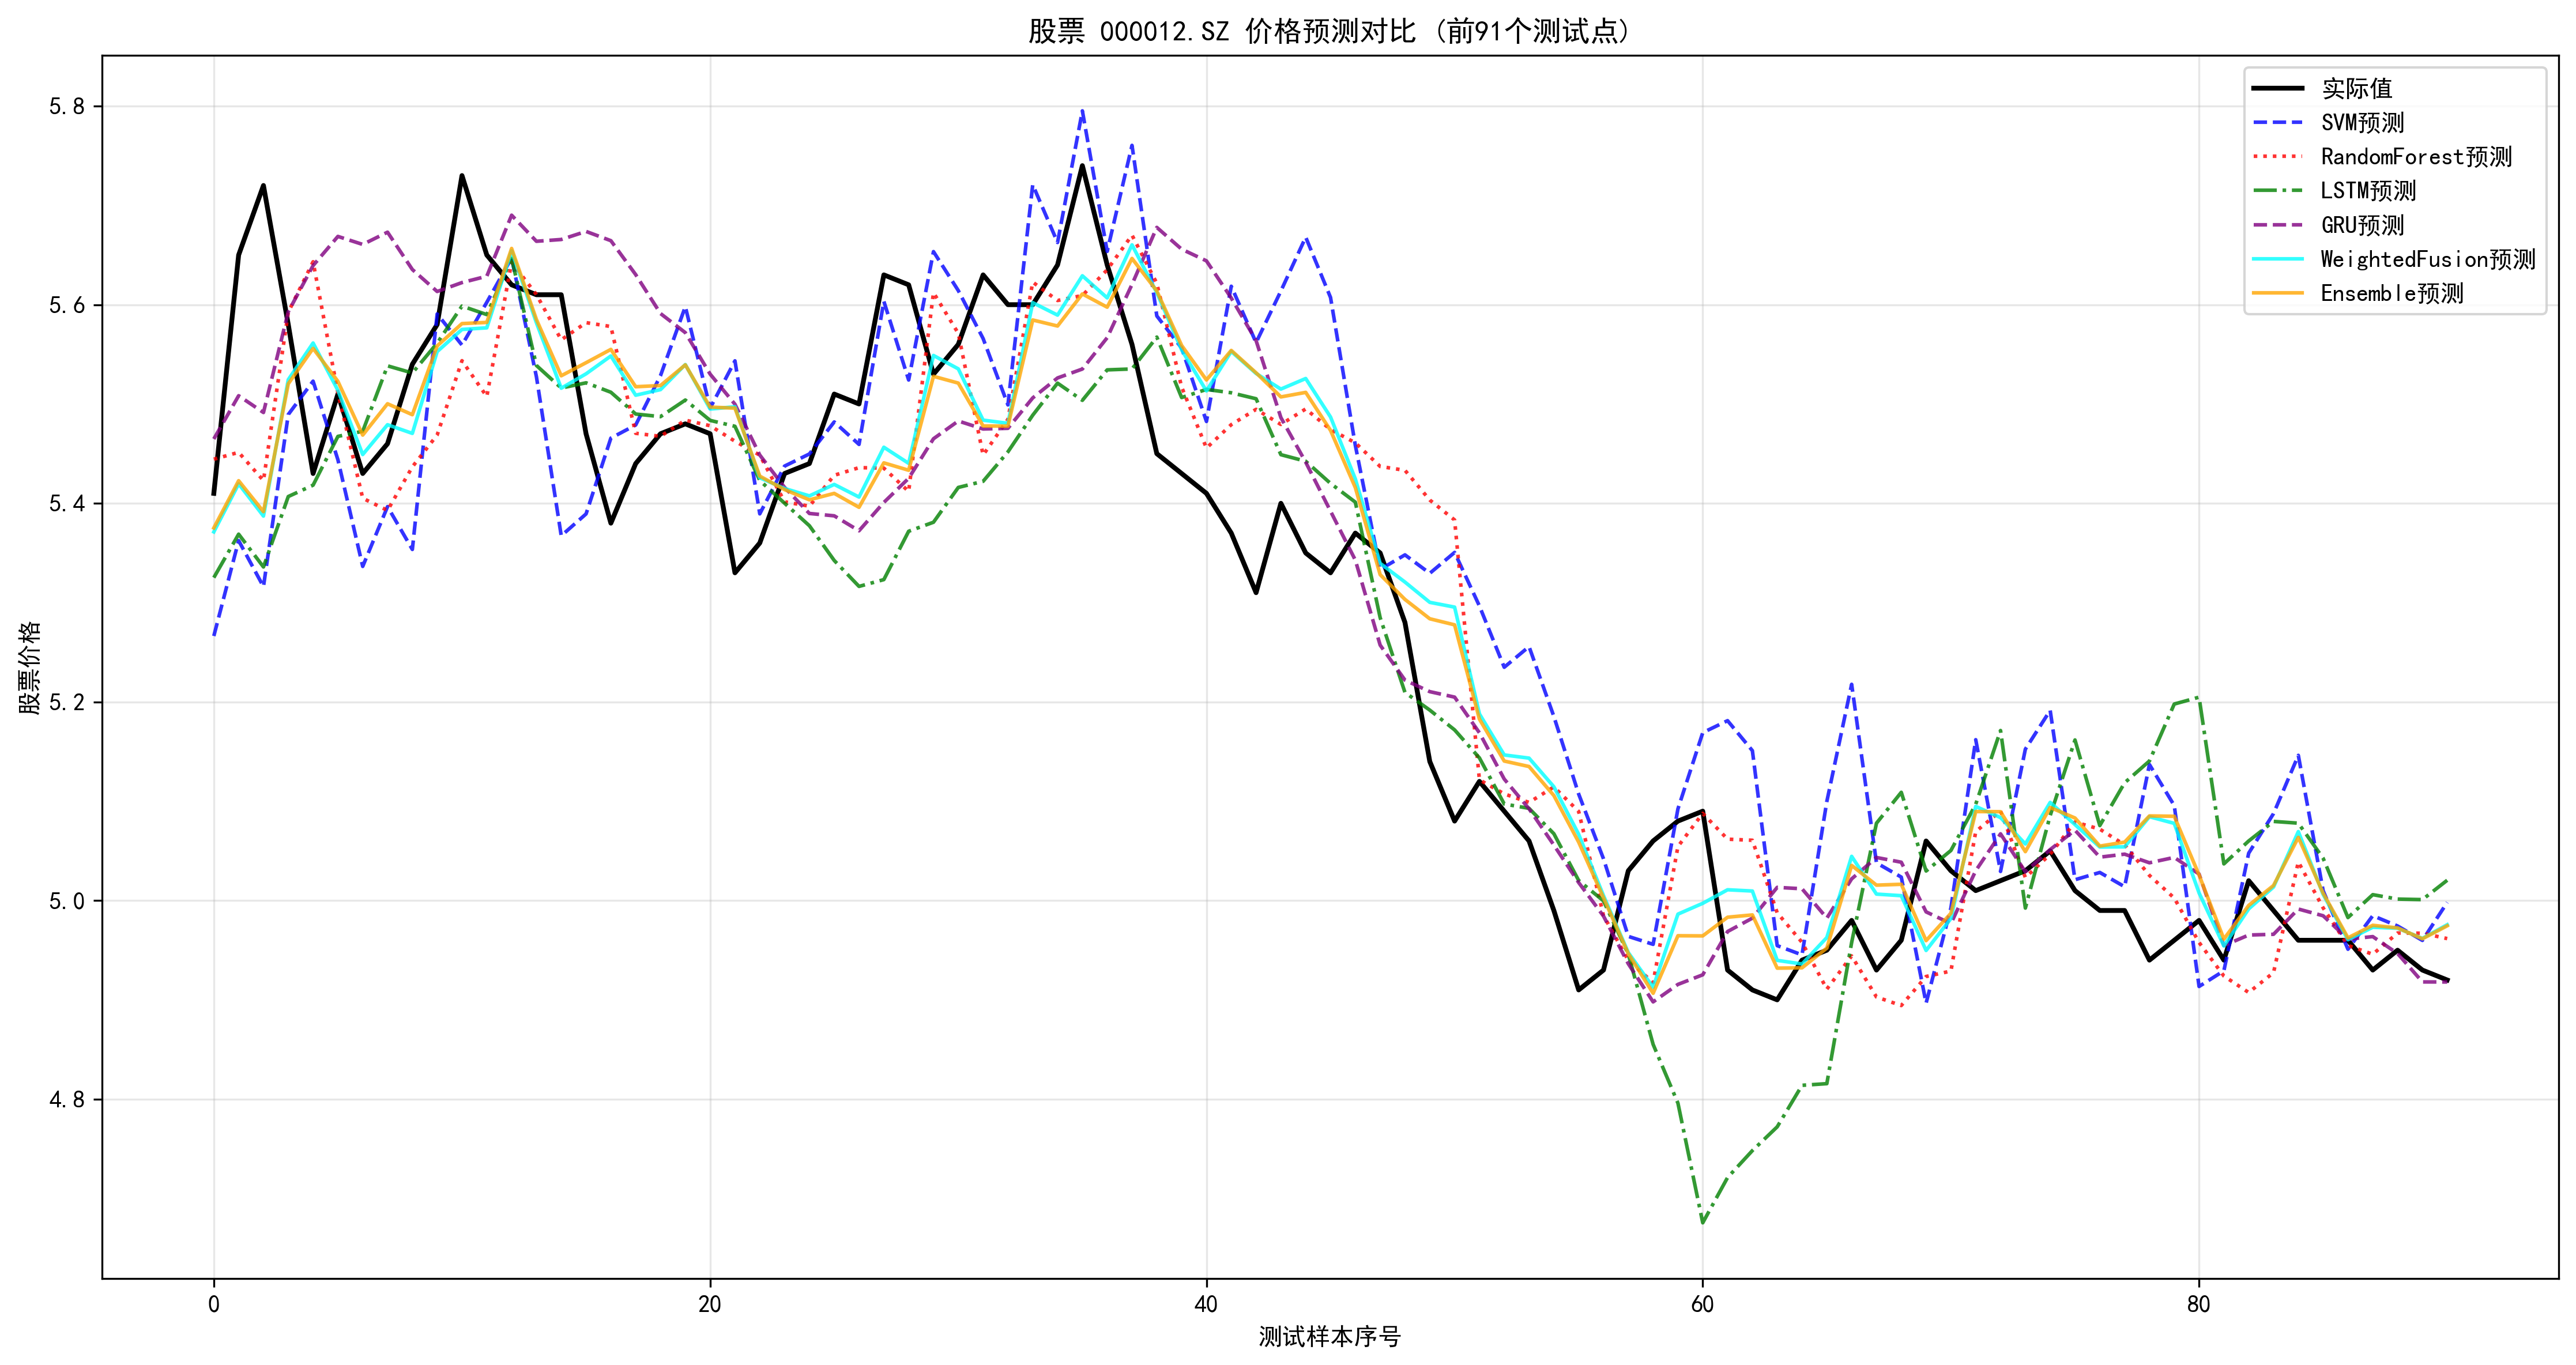 股票 000012.SZ 价格预测对比 (前91个测试点)
实际值
SVM预测
RandomForest预测
LSTM预测
GRU预测
WeightedFusion预测
Ensemble预测
股票价格
5.8
5.6
5.4
5.2
5.0
4.8
0
20
40
60
80
测试样本序号